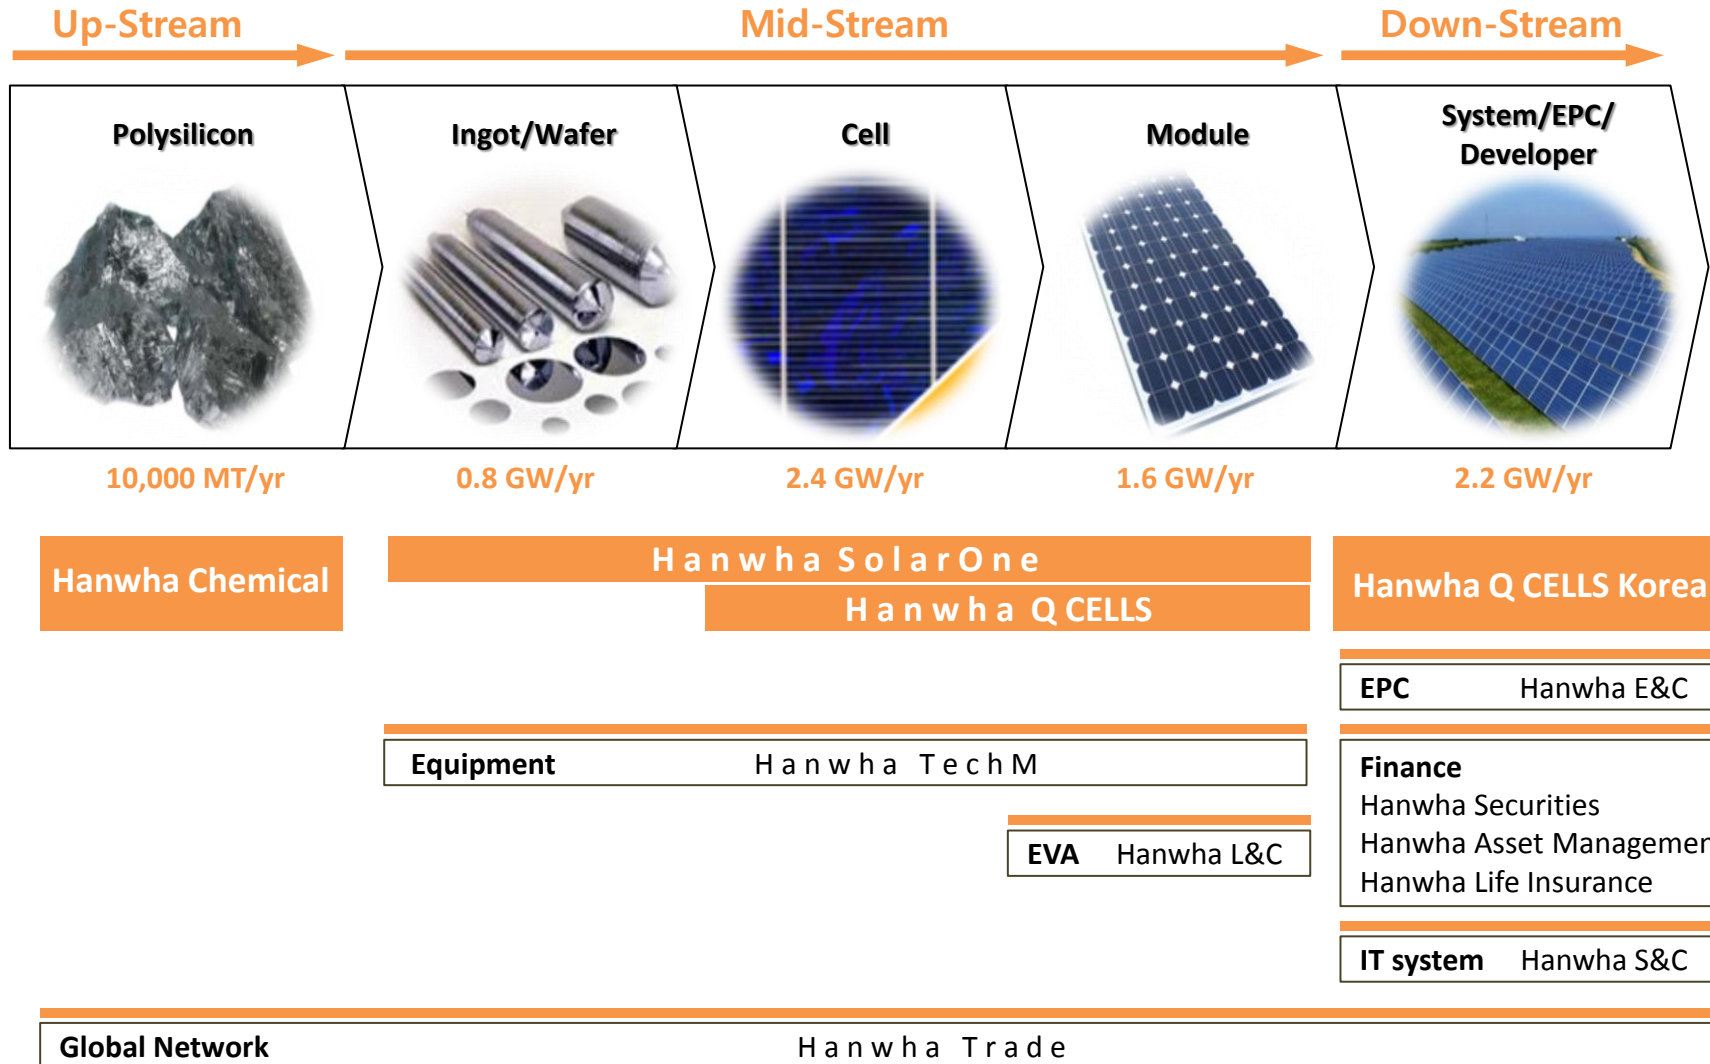 Up-Stream
Mid-Stream
Down-Stream
Polysilicon
Ingot/Wafer
Cell
Module
System/EPC/
Developer
10,000 MT/yr
0.8 GW/yr
2.4 GW/yr
1.6 GW/yr
2.2 GW/yr
Hanwha Chemical
Hanwha SolarOne
Hanwha Q CELLS
Hanwha Q CELLS Korea
EPC Hanwha E&C
Equipment Hanwha TechM
Finance
Hanwha Securities
Hanwha Asset Managemen
Hanwha Life Insurance
EVA Hanwha L&C
IT system Hanwha S&C
Global Network Hanwha Trade